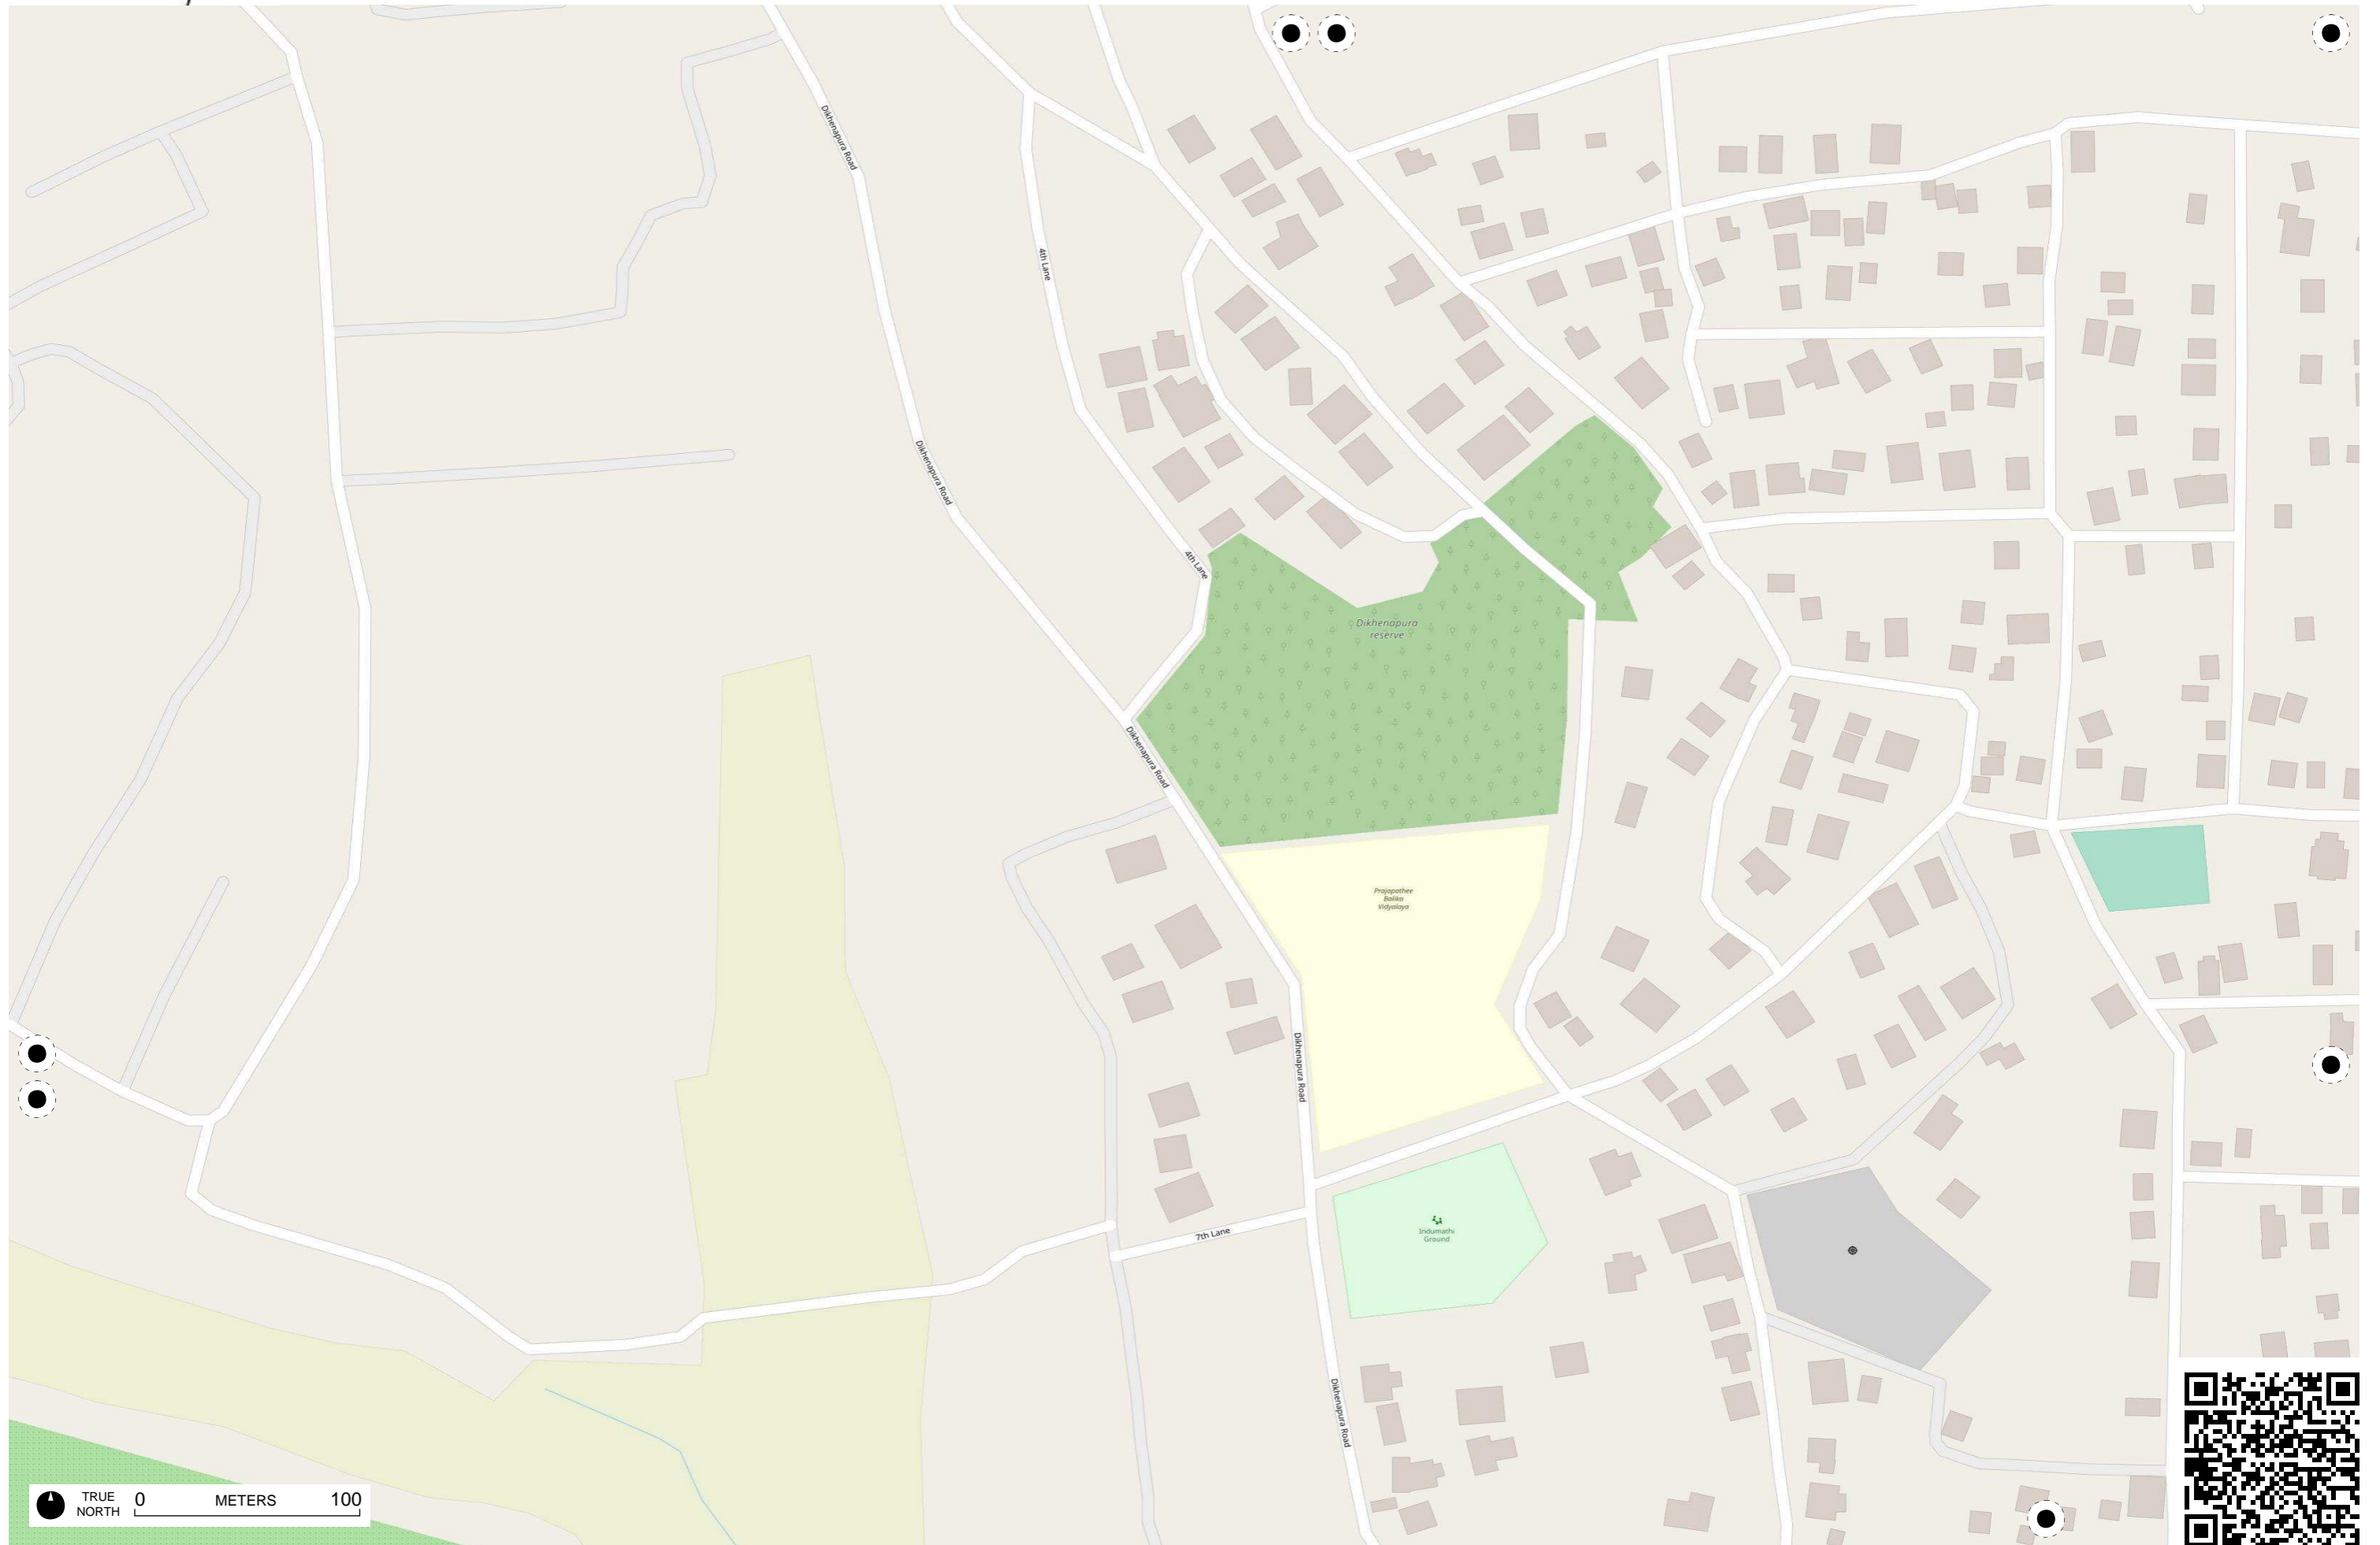 Dikhenapura Road
4th Lane
Dikhenapura Road
4th Lane
Dikhenapura
reserve
Dikhenapura Road
Prajapathee
Balika
Vidyalaya
Dikhenapura Road
7th Lane
Indumathi
Ground
Dikhenapura Road
TRUE
NORTH
0 METERS 100